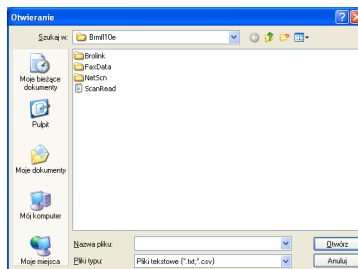 Otwieranie
Szukaj w:
Brmfl10e
Brolink
FaxData
NetScn
ScanRead
Moje bieżące
dokumenty
Pulpit
Moje dokumenty
Mój komputer
Moje miejsca
Nazwa pliku:
Otwórz
Pliki typu:
Pliki tekstowe (*.txt;*.csv)
Anuluj